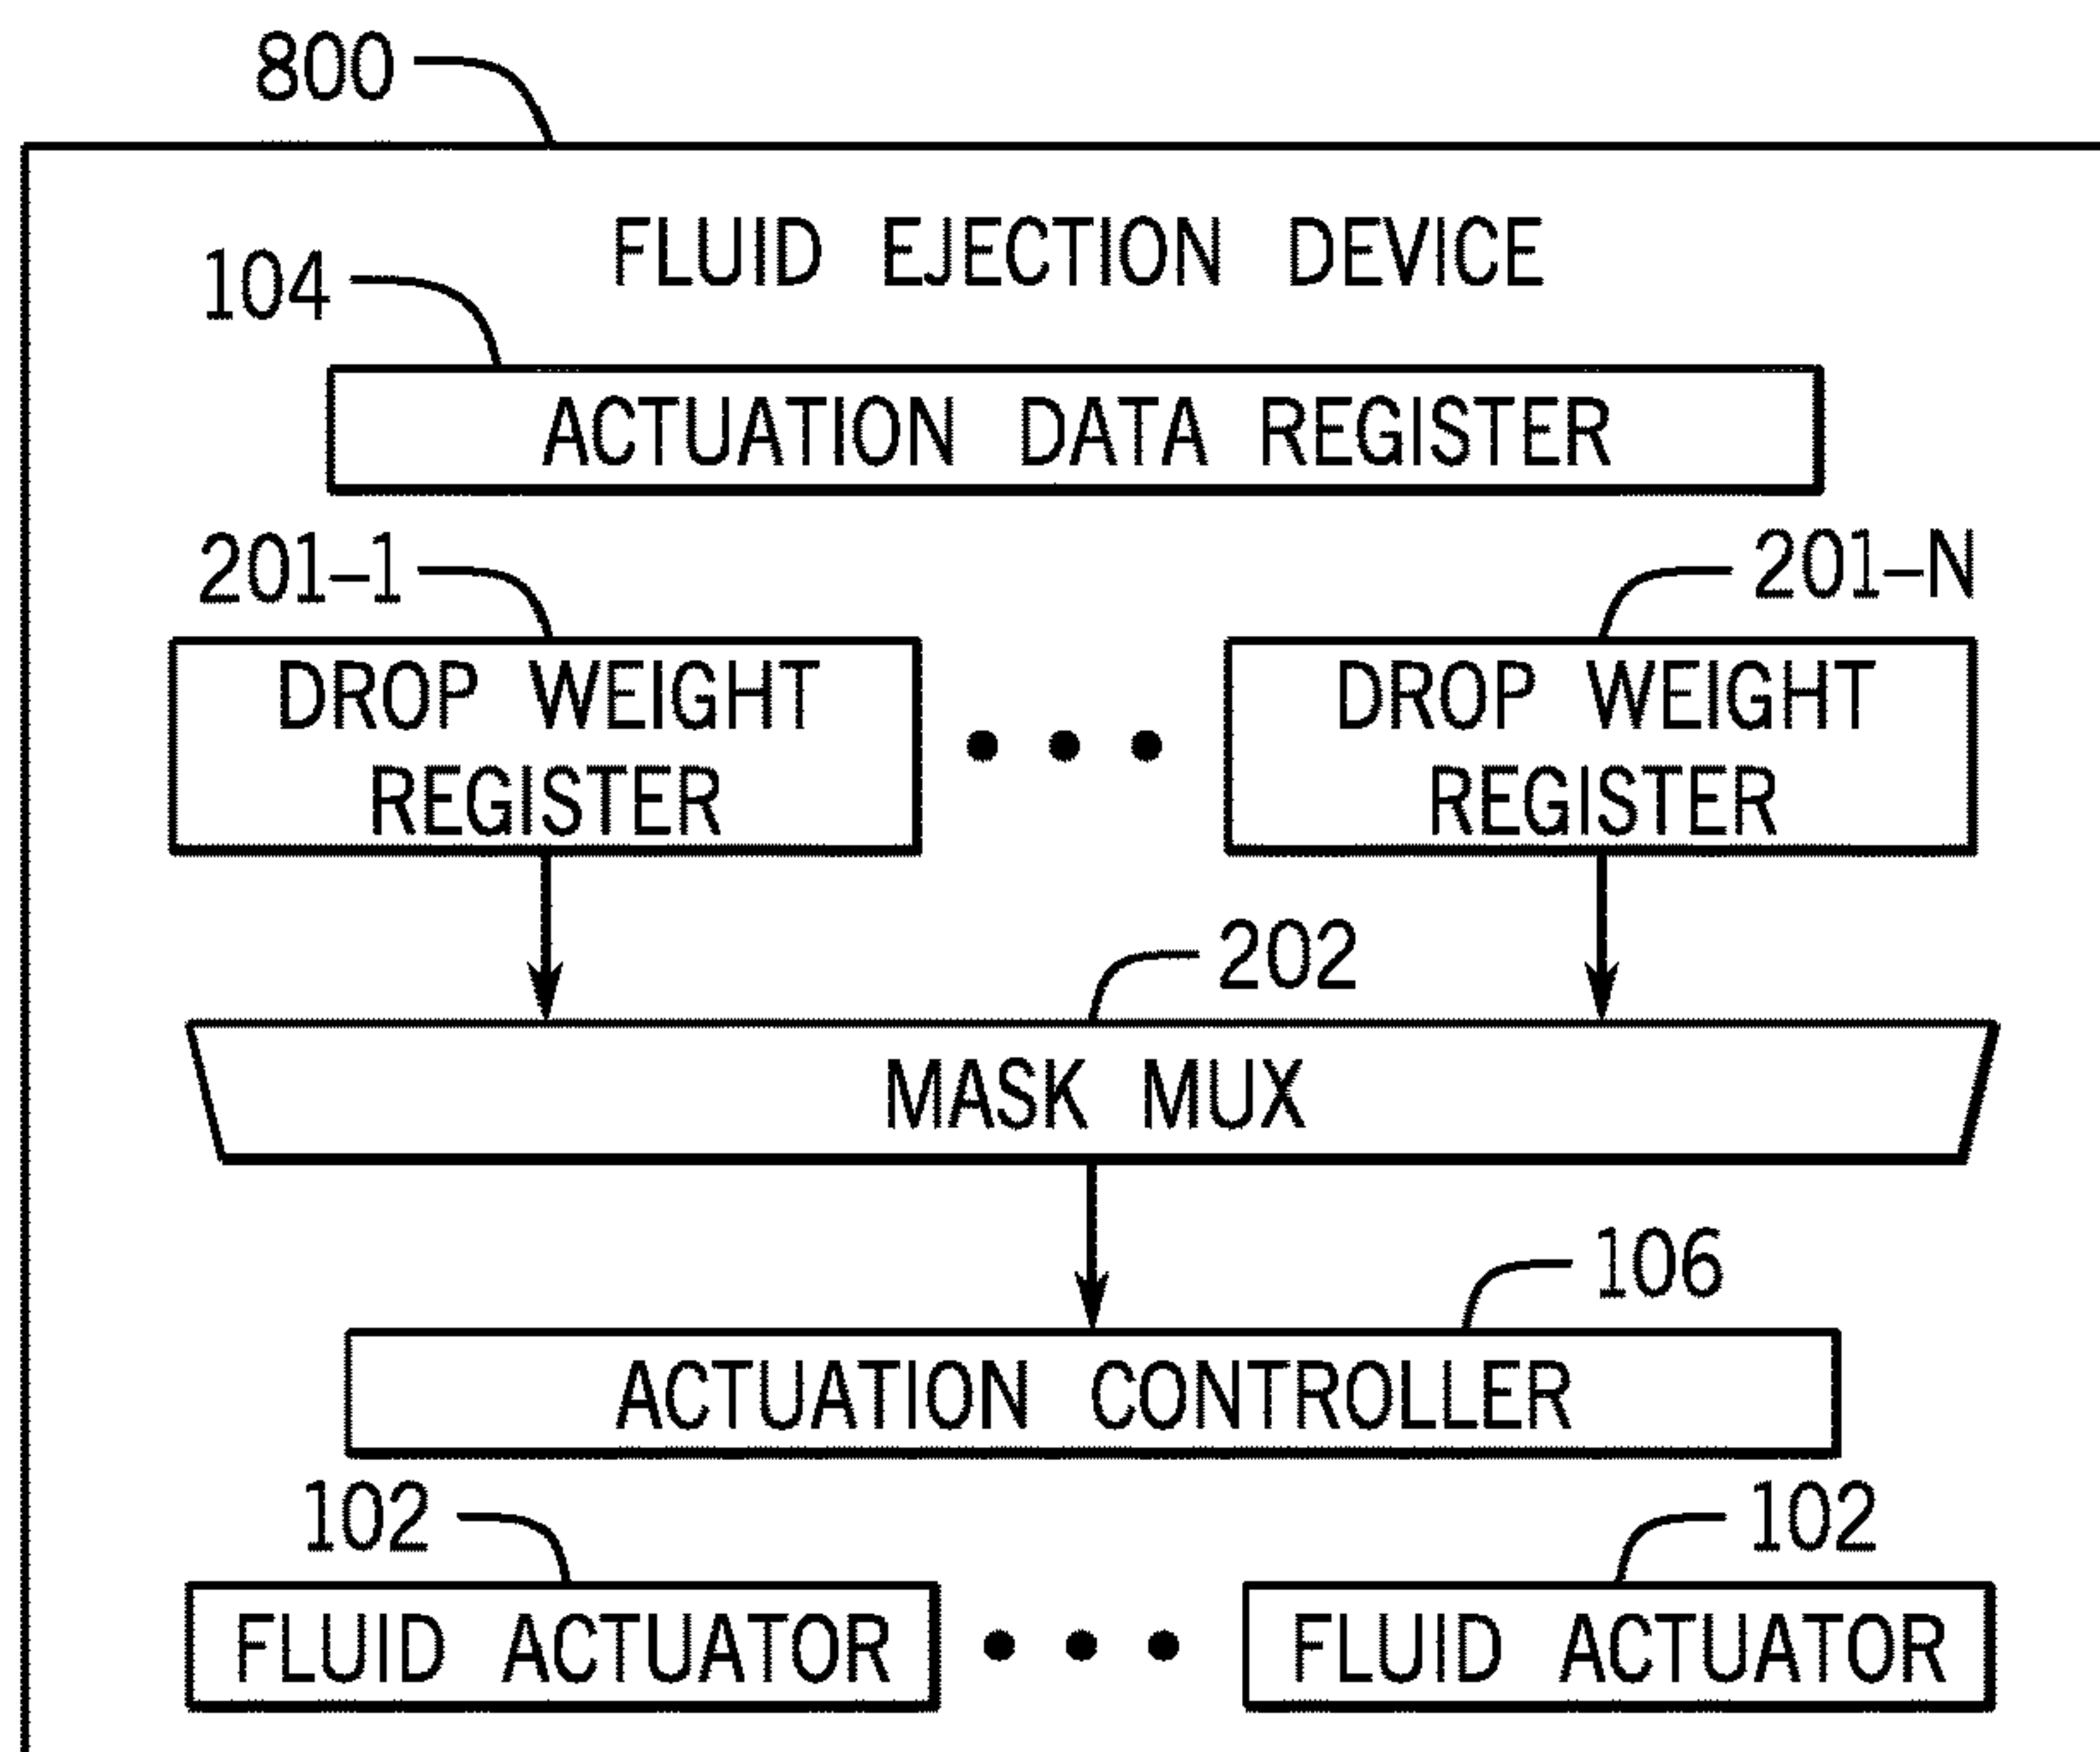 800
FLUID EJECTION DEVICE
104
ACTUATION DATA REGISTER
201-1
201-N
DROP WEIGHT
REGISTER
DROP WEIGHT
REGISTER
202
MASK MUX
106
ACTUATION CONTROLLER
102
102
FLUID ACTUATOR
FLUID ACTUATOR